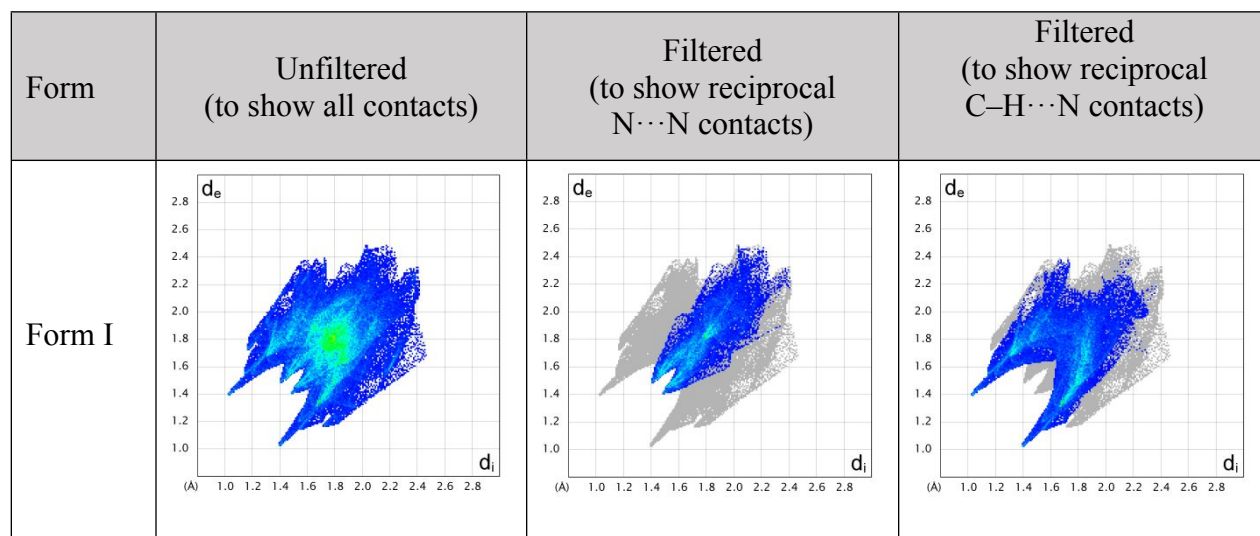 Form
Unfiltered
(to show all contacts)
Filtered
(to show reciprocal
N···N contacts)
Filtered
(to show reciprocal
C–H···N contacts)
Form I
de
2.8
2.6
2.4
2.2
2.0
1.8
1.6
1.4
1.2
1.0
di
(Å) 1.0 1.2 1.4 1.6 1.8 2.0 2.2 2.4 2.6 2.8
de
2.8
2.6
2.4
2.2
2.0
1.8
1.6
1.4
1.2
1.0
di
(Å) 1.0 1.2 1.4 1.6 1.8 2.0 2.2 2.4 2.6 2.8
de
2.8
2.6
2.4
2.2
2.0
1.8
1.6
1.4
1.2
1.0
di
(Å) 1.0 1.2 1.4 1.6 1.8 2.0 2.2 2.4 2.6 2.8